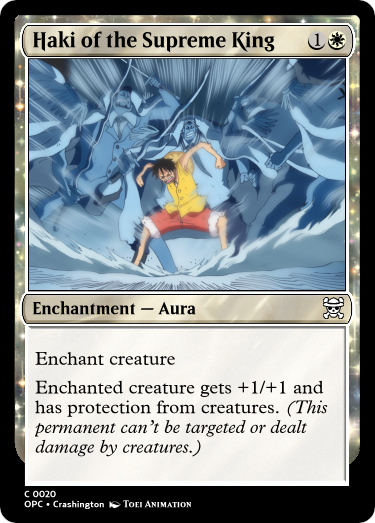 Haki of the Supreme King 1
Enchantment — Aura
Enchant creature
Enchanted creature gets +1/+1 and
has protection from creatures. (This
permanent can't be targeted or dealt
damage by creatures.)
C 0020
OPC • Crashington Toei Animation